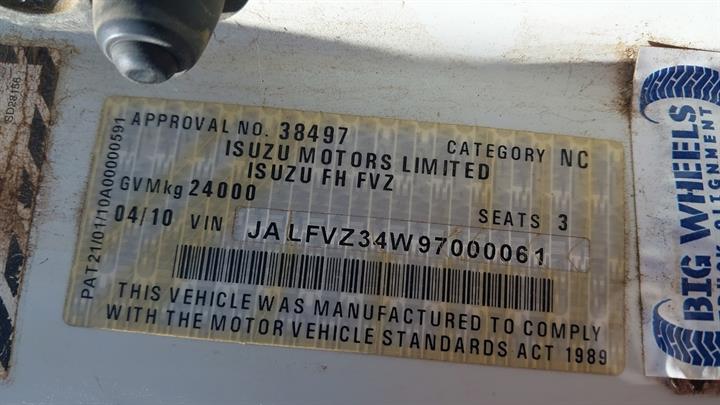 SD28156
PAT21/01/10A00000591
APPROVAL NO. 38497 CATEGORY NC
ISUZU MOTORS LIMITED
ISUZU FH FVZ
GVMkg 24000 SEATS 3
04/10 VIN JALFVZ34W97000061
THIS VEHICLE WAS MANUFACTURED TO COMPLY
WITH THE MOTOR VEHICLE STANDARDS ACT 1989
BIG WHEELS